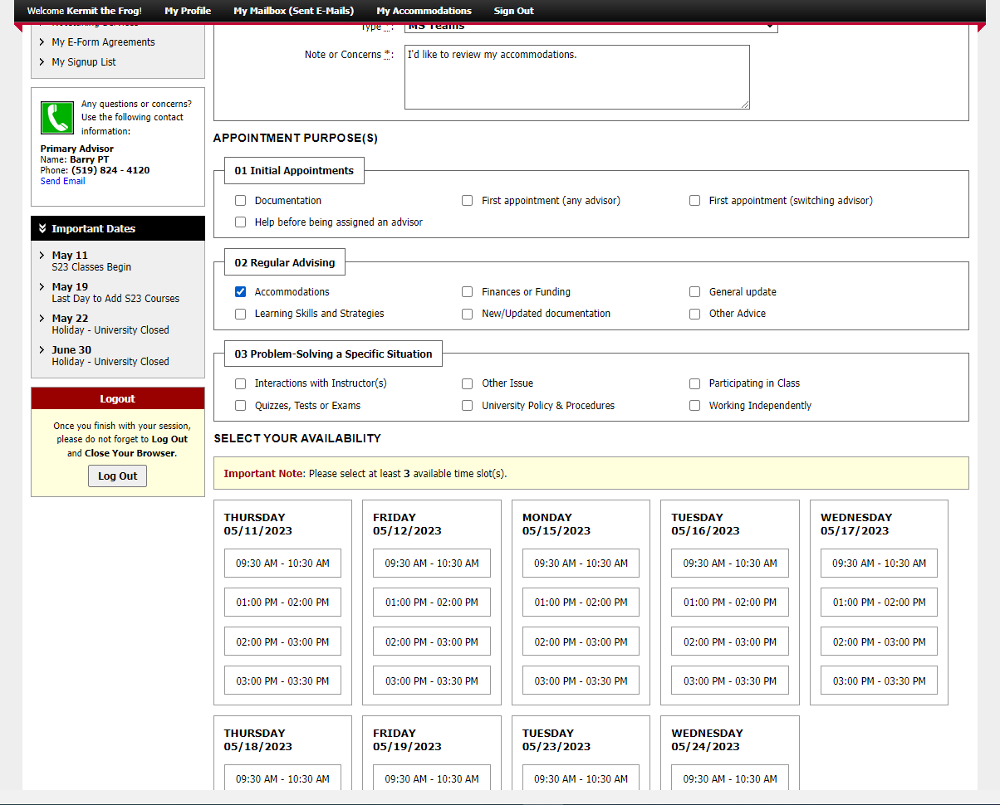 Welcome Kermit the Frog! My Profile My Mailbox (Sent E-Mails) My Accommodations Sign Out
My E-Form Agreements
My Signup List
Any questions or concerns?
Use the following contact
information:
Primary Advisor
Name: Barry PT
Phone: (519) 824 - 4120
Send Email
Important Dates
May 11
S23 Classes Begin
May 19
Last Day to Add S23 Courses
May 22
Holiday - University Closed
June 30
Holiday - University Closed
Logout
Once you finish with your session,
please do not forget to Log Out
and Close Your Browser.
Log Out
Type *: MS Teams
Note or Concerns *: I'd like to review my accommodations.
APPOINTMENT PURPOSE(S)
01 Initial Appointments
Documentation First appointment (any advisor) First appointment (switching advisor)
Help before being assigned an advisor
02 Regular Advising
Accommodations Finances or Funding General update
Learning Skills and Strategies New/Updated documentation Other Advice
03 Problem-Solving a Specific Situation
Interactions with Instructor(s) Other Issue Participating in Class
Quizzes, Tests or Exams University Policy & Procedures Working Independently
SELECT YOUR AVAILABILITY
Important Note: Please select at least 3 available time slot(s).
THURSDAY FRIDAY MONDAY TUESDAY WEDNESDAY
05/11/2023 05/12/2023 05/15/2023 05/16/2023 05/17/2023
09:30 AM - 10:30 AM 09:30 AM - 10:30 AM 09:30 AM - 10:30 AM 09:30 AM - 10:30 AM 09:30 AM - 10:30 AM
01:00 PM - 02:00 PM 01:00 PM - 02:00 PM 01:00 PM - 02:00 PM 01:00 PM - 02:00 PM 01:00 PM - 02:00 PM
02:00 PM - 03:00 PM 02:00 PM - 03:00 PM 02:00 PM - 03:00 PM 02:00 PM - 03:00 PM 02:00 PM - 03:00 PM
03:00 PM - 03:30 PM 03:00 PM - 03:30 PM 03:00 PM - 03:30 PM 03:00 PM - 03:30 PM 03:00 PM - 03:30 PM
THURSDAY FRIDAY TUESDAY WEDNESDAY
05/18/2023 05/19/2023 05/23/2023 05/24/2023
09:30 AM - 10:30 AM 09:30 AM - 10:30 AM 09:30 AM - 10:30 AM 09:30 AM - 10:30 AM